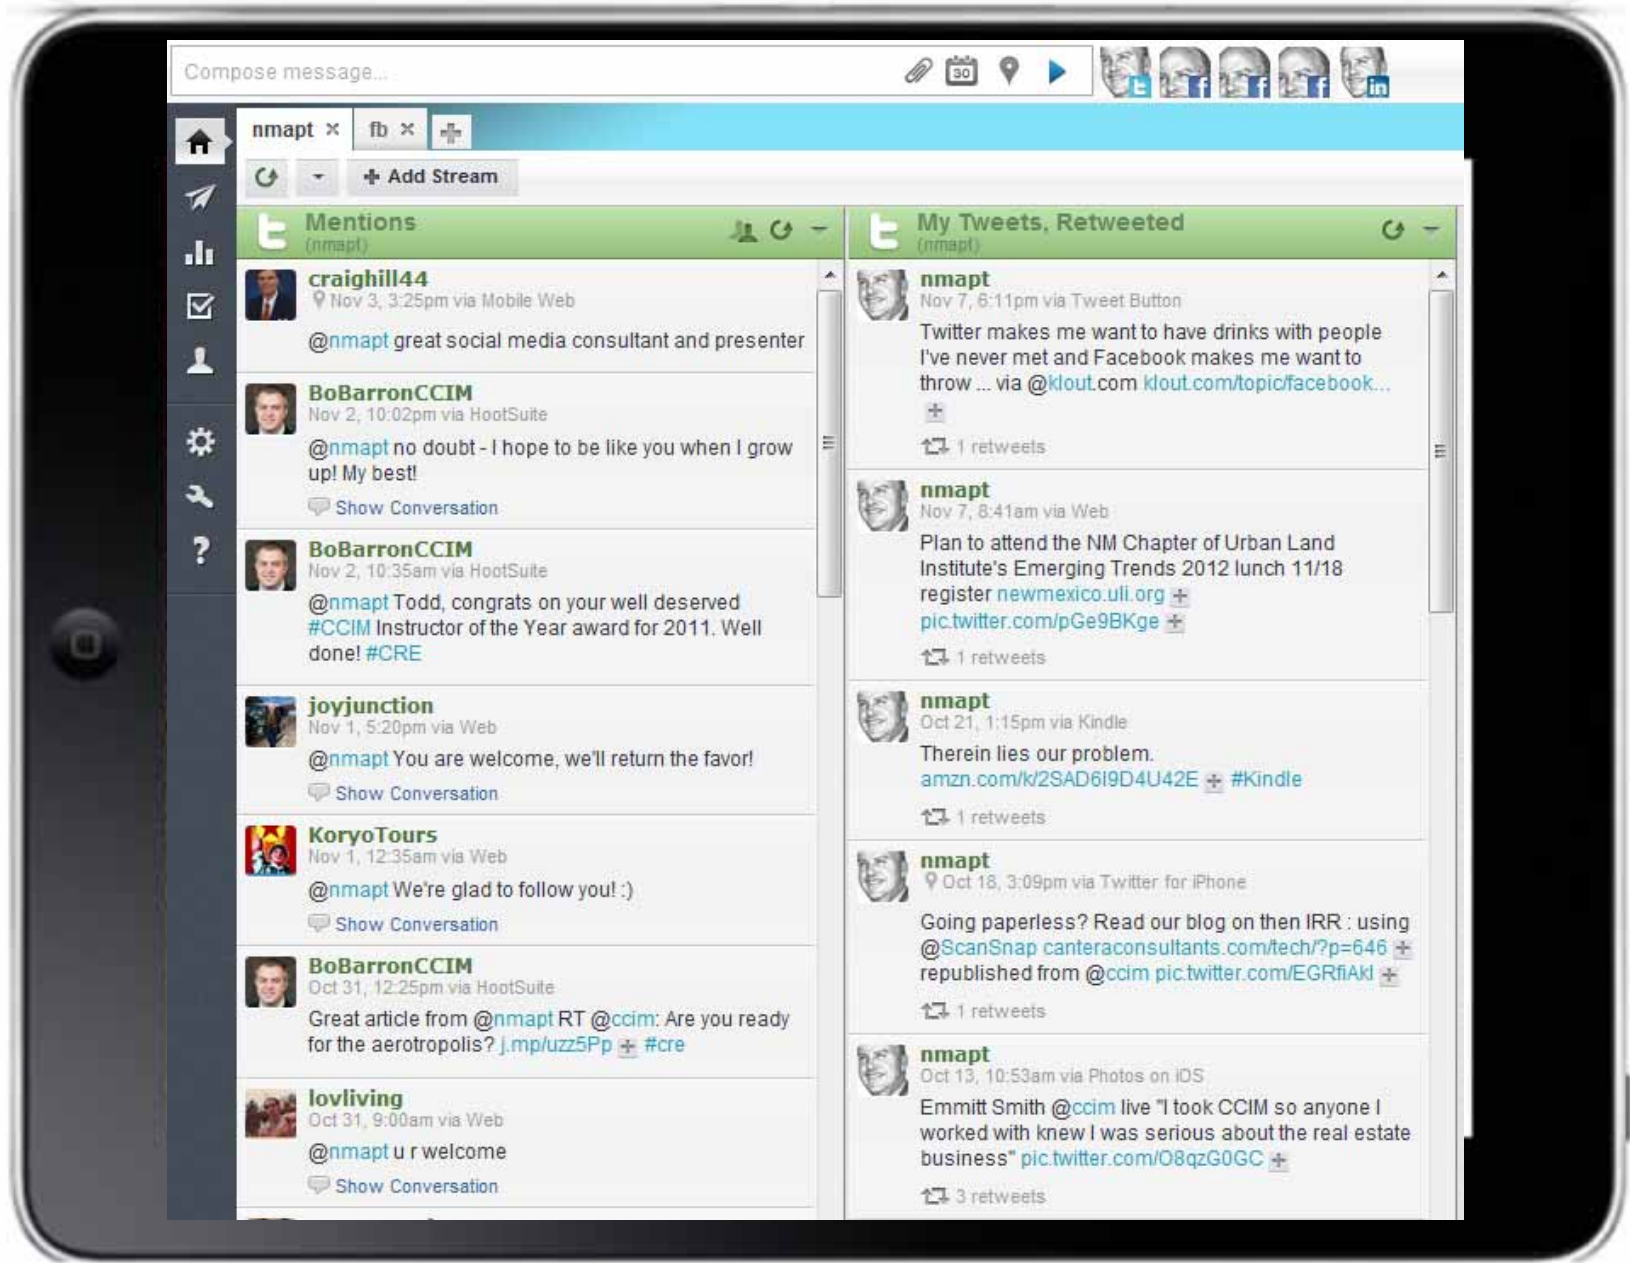 Compose message...
30
nmapt
fb
Add Stream
Mentions
(nmapt)
craighill44
Nov 3, 3:25pm via Mobile Web
@nmapt great social media consultant and presenter
BoBarronCCIM
Nov 2, 10:02pm via HootSuite
@nmapt no doubt - I hope to be like you when I grow
up! My best!
Show Conversation
BoBarronCCIM
Nov 2, 10:35am via HootSuite
@nmapt Todd, congrats on your well deserved
#CCIM Instructor of the Year award for 2011. Well
done! #CRE
joyjunction
Nov 1, 5:20pm via Web
@nmapt You are welcome, we'll return the favor!
Show Conversation
KoryoTours
Nov 1, 12:35am via Web
@nmapt We're glad to follow you! :)
Show Conversation
BoBarronCCIM
Oct 31, 12:25pm via HootSuite
Great article from @nmapt RT @ccim: Are you ready
for the aerotropolis? j.mp/uzz5Pp #cre
lovliving
Oct 31, 9:00am via Web
@nmapt u r welcome
Show Conversation
My Tweets, Retweeted
(nmapt)
nmapt
Nov 7, 6:11pm via Tweet Button
Twitter makes me want to have drinks with people
I've never met and Facebook makes me want to
throw ... via @klout.com klout.com/topic/facebook...
1 retweets
nmapt
Nov 7, 8:41am via Web
Plan to attend the NM Chapter of Urban Land
Institute's Emerging Trends 2012 lunch 11/18
register newmexico.uli.org
pic.twitter.com/pGe9BKge
1 retweets
nmapt
Oct 21, 1:15pm via Kindle
Therein lies our problem.
amzn.com/k/2SAD6I9D4U42E #Kindle
1 retweets
nmapt
Oct 18, 3:09pm via Twitter for iPhone
Going paperless? Read our blog on then IRR : using
@ScanSnap canteraconsultants.com/tech/?p=646
republished from @ccim pic.twitter.com/EGRfiAkl
1 retweets
nmapt
Oct 13, 10:53am via Photos on iOS
Emmitt Smith @ccim live "I took CCIM so anyone I
worked with knew I was serious about the real estate
business" pic.twitter.com/O8qzG0GC
3 retweets